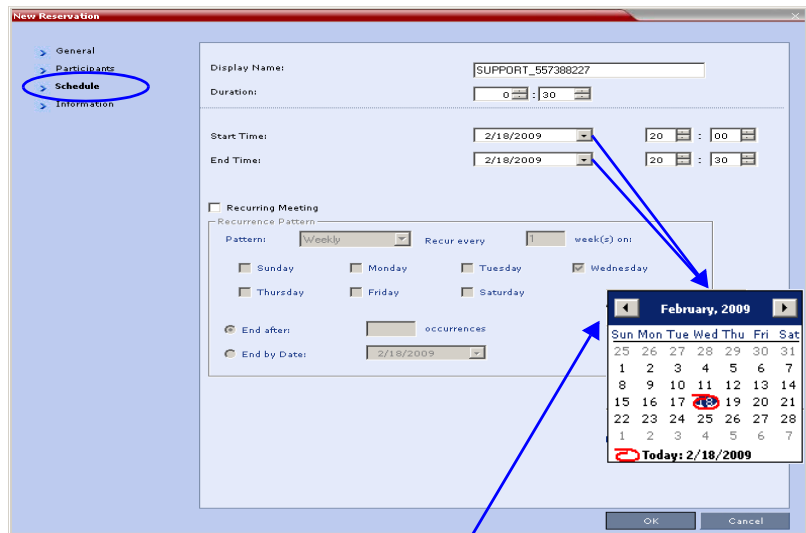 New Reservation
General
Participants
Schedule
Information
Display Name: SUPPORT_557388227
Duration: 0 : 30
Start Time: 2/18/2009 20 : 00
End Time: 2/18/2009 20 : 30
Recurring Meeting
Recurrence Pattern
Pattern: Weekly Recur every 1 week(s) on:
Sunday Monday Tuesday Wednesday
Thursday Friday Saturday
End after: occurrences
End by Date: 2/18/2009
February, 2009
Sun Mon Tue Wed Thu Fri Sat
25 26 27 28 29 30 31
1 2 3 4 5 6 7
8 9 10 11 12 13 14
15 16 17 18 19 20 21
22 23 24 25 26 27 28
1 2 3 4 5 6 7
Today: 2/18/2009
OK Cancel